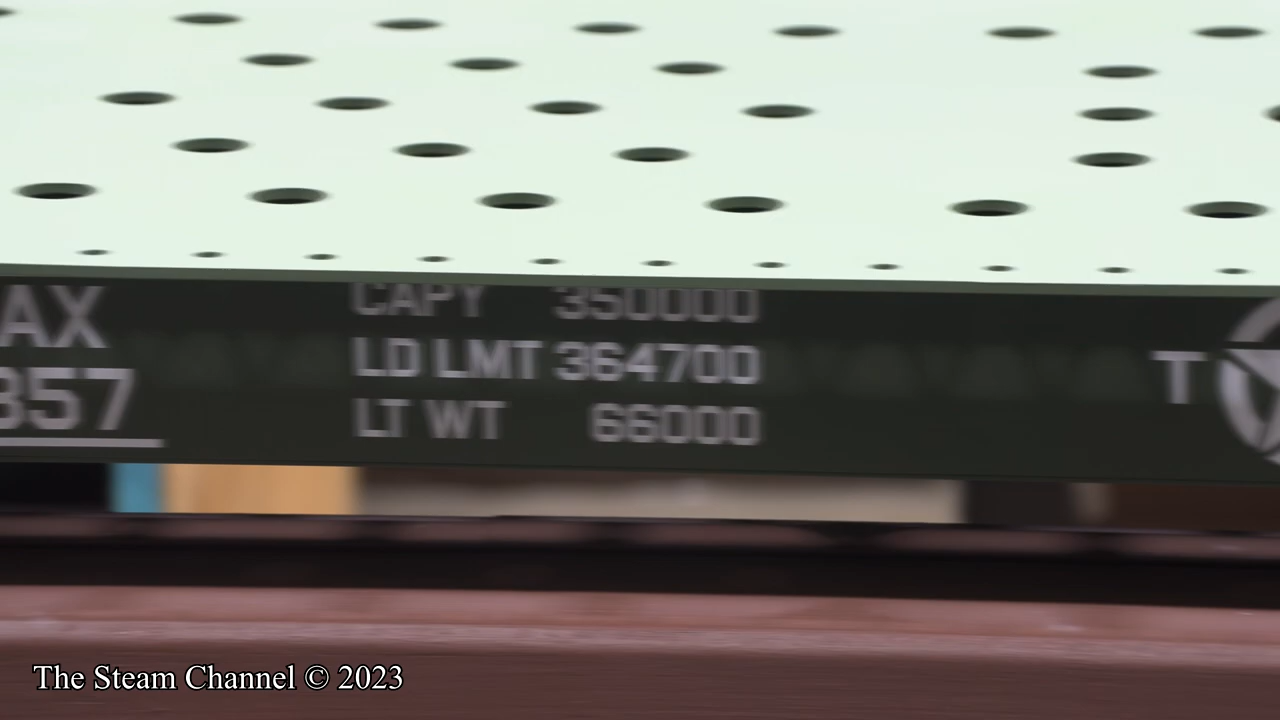 AX
357
CAPY 350000
LD LMT 364700
LT WT 66000
T
The Steam Channel © 2023